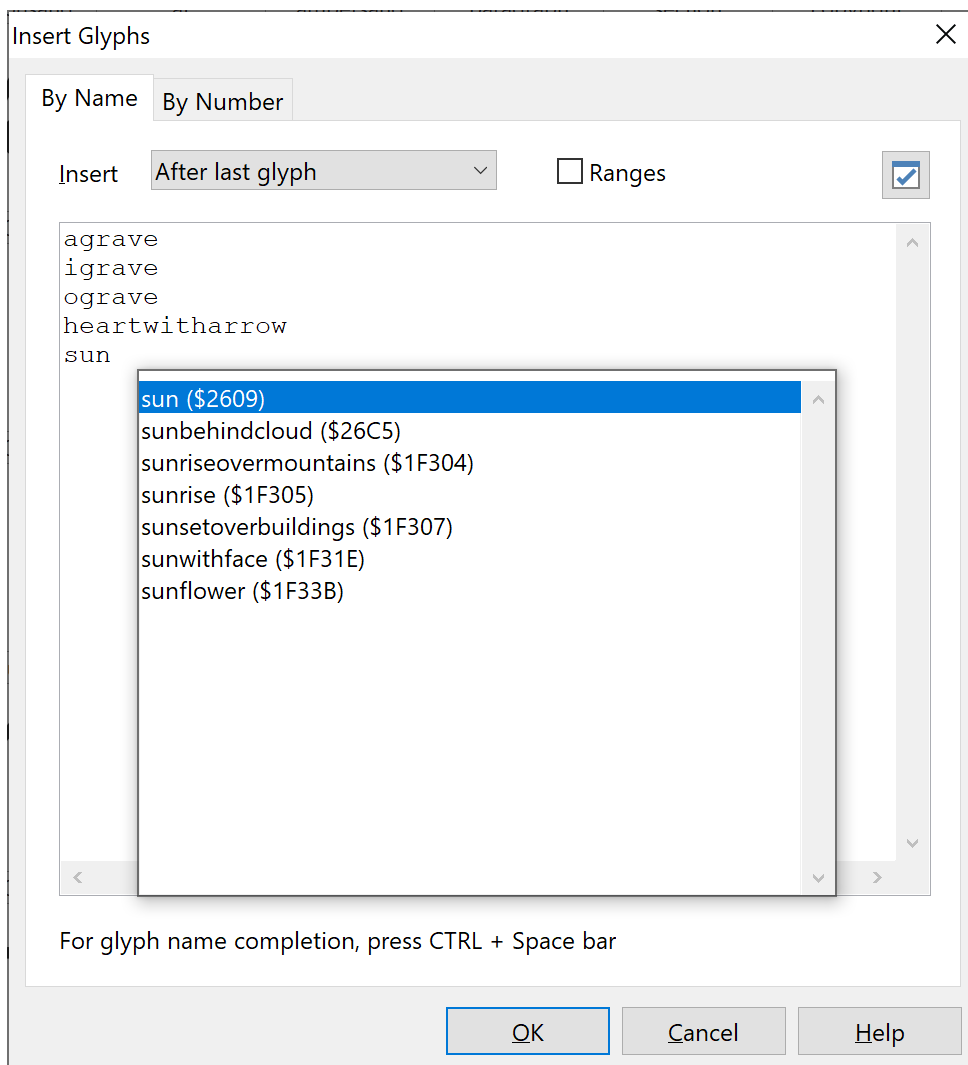 Insert Glyphs
By Name
By Number
Insert
After last glyph
Ranges
agrave
igrave
ograve
heartwitharrow
sun
sun ($2609)
sunbehindcloud ($26C5)
sunriseovermountains ($1F304)
sunrise ($1F305)
sunsetoverbuildings ($1F307)
sunwithface ($1F31E)
sunflower ($1F33B)
For glyph name completion, press CTRL + Space bar
OK
Cancel
Help